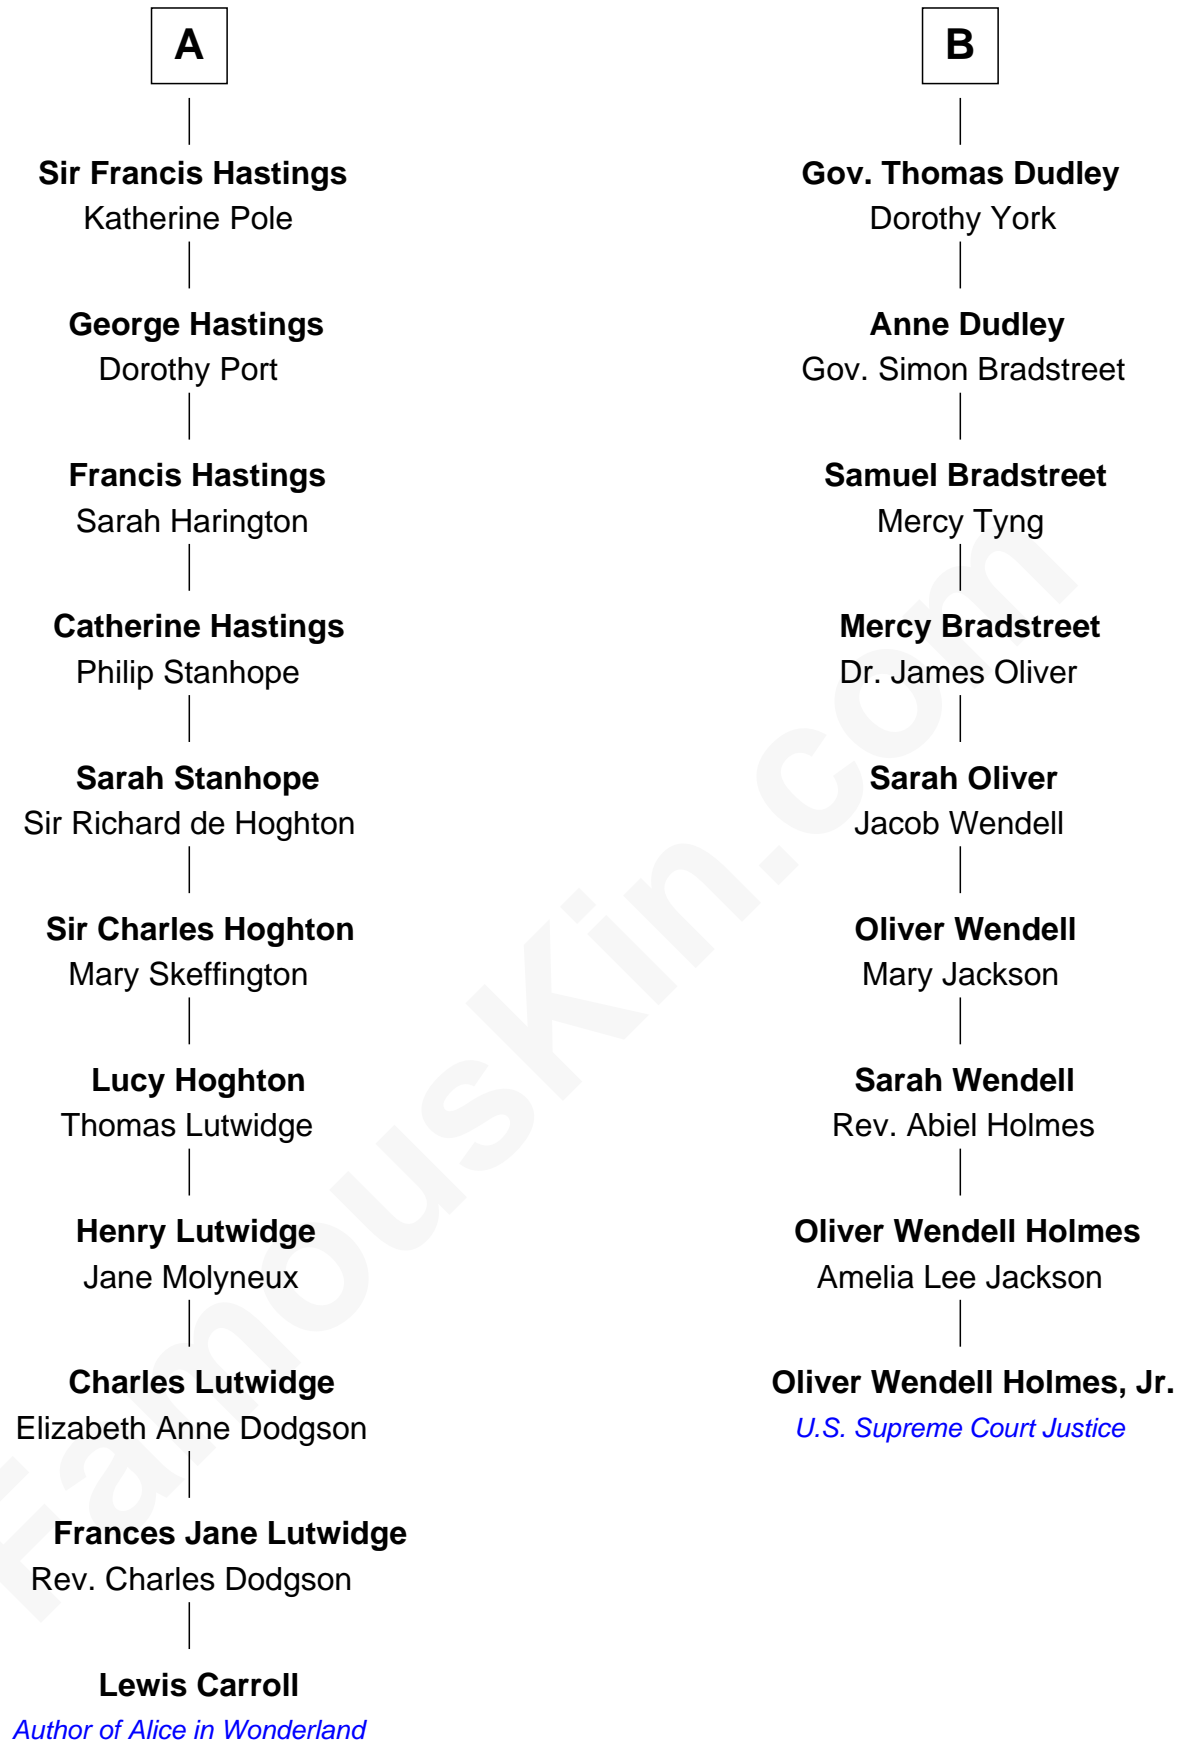 A
Sir Francis Hastings
Katherine Pole
George Hastings
Dorothy Port
Francis Hastings
Sarah Harington
Catherine Hastings
Philip Stanhope
Sarah Stanhope
Sir Richard de Hoghton
Sir Charles Hoghton
Mary Skeffington
Lucy Hoghton
Thomas Lutwidge
Henry Lutwidge
Jane Molyneux
Charles Lutwidge
Elizabeth Anne Dodgson
Frances Jane Lutwidge
Rev. Charles Dodgson
Lewis Carroll
Author of Alice in Wonderland
B
Gov. Thomas Dudley
Dorothy York
Anne Dudley
Gov. Simon Bradstreet
Samuel Bradstreet
Mercy Tyng
Mercy Bradstreet
Dr. James Oliver
Sarah Oliver
Jacob Wendell
Oliver Wendell
Mary Jackson
Sarah Wendell
Rev. Abiel Holmes
Oliver Wendell Holmes
Amelia Lee Jackson
Oliver Wendell Holmes, Jr.
U.S. Supreme Court Justice
FamousKin.com